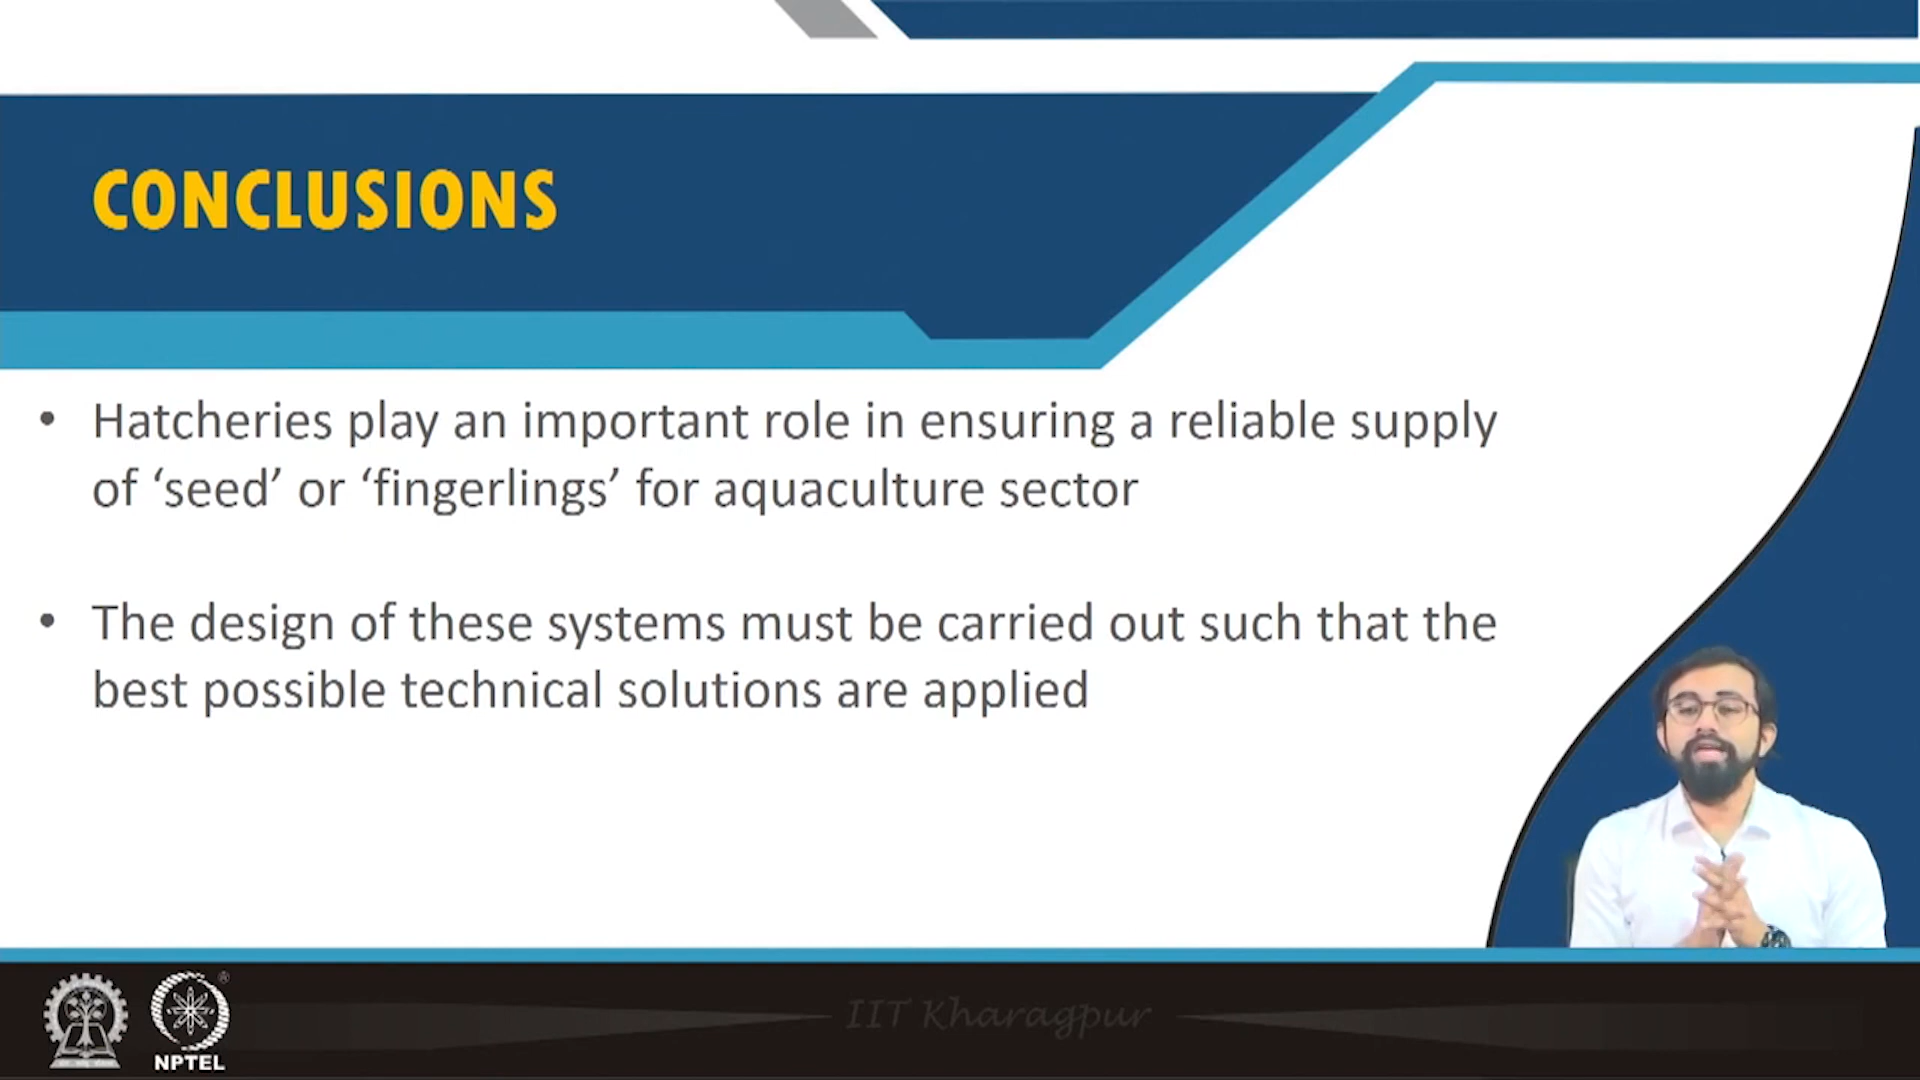 CONCLUSIONS
• Hatcheries play an important role in ensuring a reliable supply
of ‘seed’ or ‘fingerlings’ for aquaculture sector
• The design of these systems must be carried out such that the
best possible technical solutions are applied
IIT Kharagpur
®
NPTEL